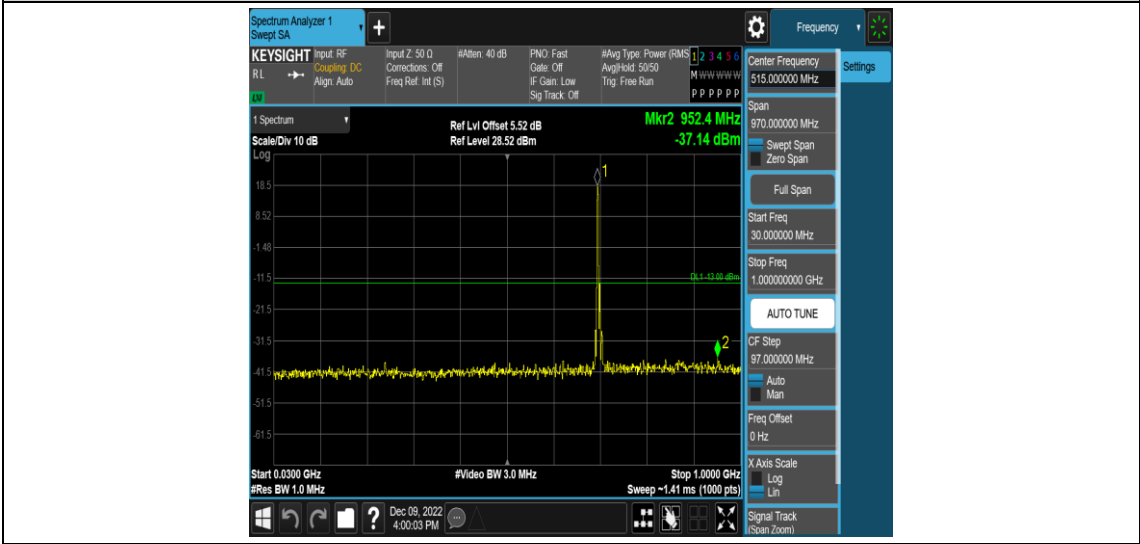 Spectrum Analyzer 1
Swept SA
+
Frequency
KEYSIGHT Input: RF Input Z: 50 Ω #Atten: 40 dB PNO: Fast #Avg Type: Power (RMS 1 2 3 4 5 6
RL Coupling: DC Corrections: Off Gate: Off Avg|Hold: 50/50 M W W W W W
Align: Auto Freq Ref: Int (S) IF Gain: Low Trig: Free Run
Sig Track: Off P P P P P P
1 Spectrum
Scale/Div 10 dB
Ref Lvl Offset 5.52 dB
Ref Level 28.52 dBm
Mkr2 952.4 MHz
-37.14 dBm
Log
1
18.5
8.52
-1.48
-11.5
DL1 -13.00 dBm
-21.5
-31.5
2
-41.5
-51.5
-61.5
Start 0.0300 GHz #Video BW 3.0 MHz Stop 1.0000 GHz
#Res BW 1.0 MHz Sweep ~1.41 ms (1000 pts)
? Dec 09, 2022
4:00:03 PM
Center Frequency
515.000000 MHz
Settings
Span
970.000000 MHz
Swept Span
Zero Span
Full Span
Start Freq
30.000000 MHz
Stop Freq
1.000000000 GHz
AUTO TUNE
CF Step
97.000000 MHz
Auto
Man
Freq Offset
0 Hz
X Axis Scale
Log
Lin
Signal Track
(Span Zoom)